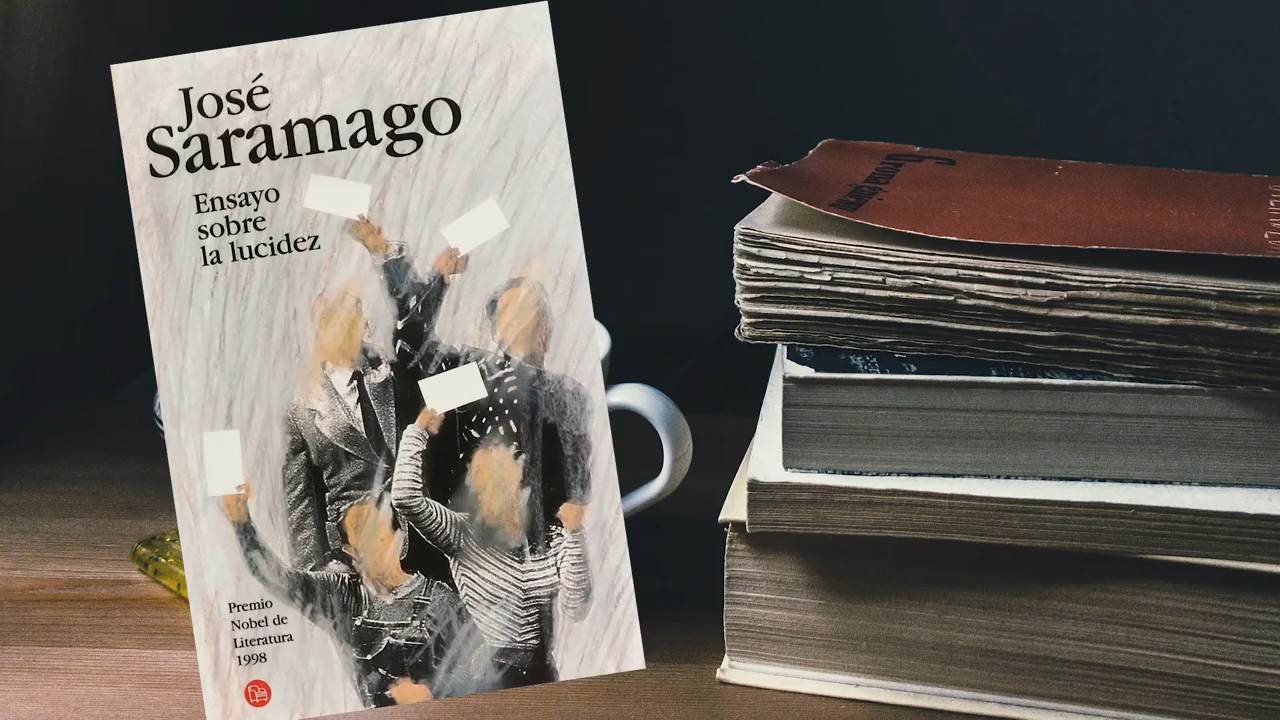 José
Saramago
Ensayo
sobre
la lucidez
Premio
Nobel de
Literatura
1998